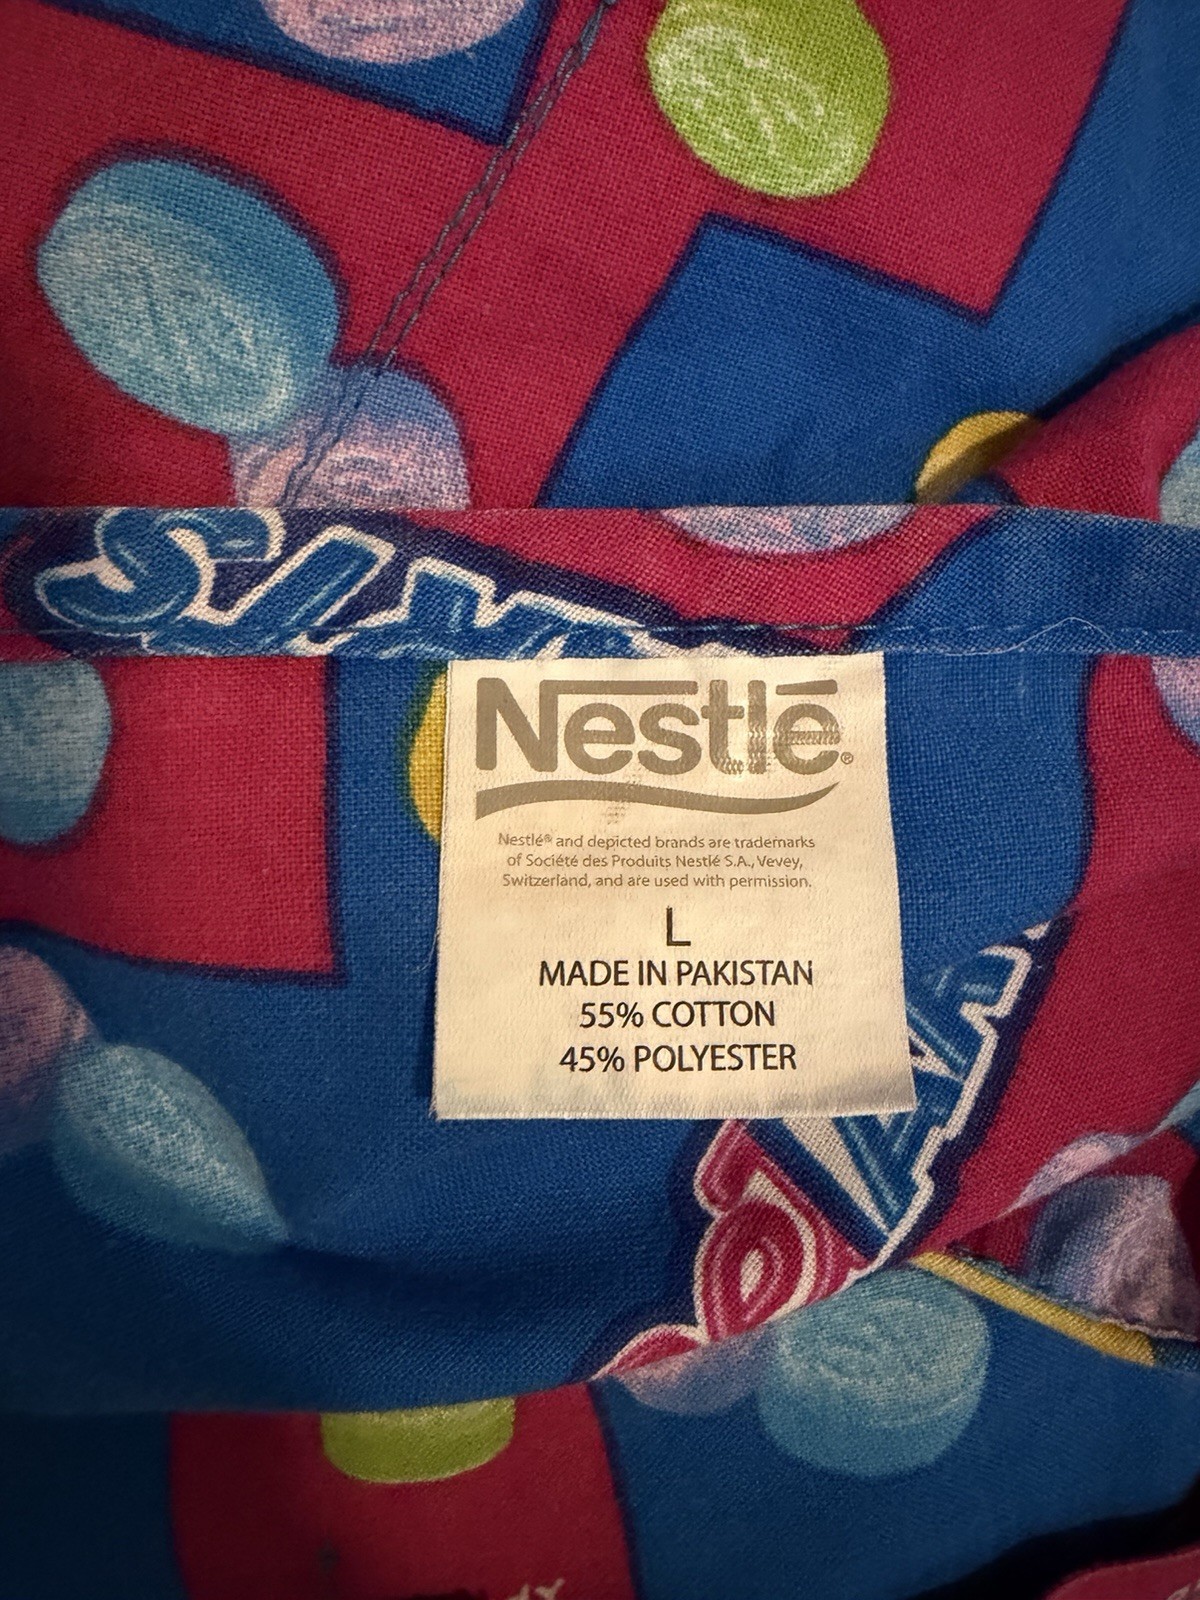 Nestlé®
Nestlé® and depicted brands are trademarks
of Société des Produits Nestlé S.A., Vevey,
Switzerland, and are used with permission.
L
MADE IN PAKISTAN
55% COTTON
45% POLYESTER